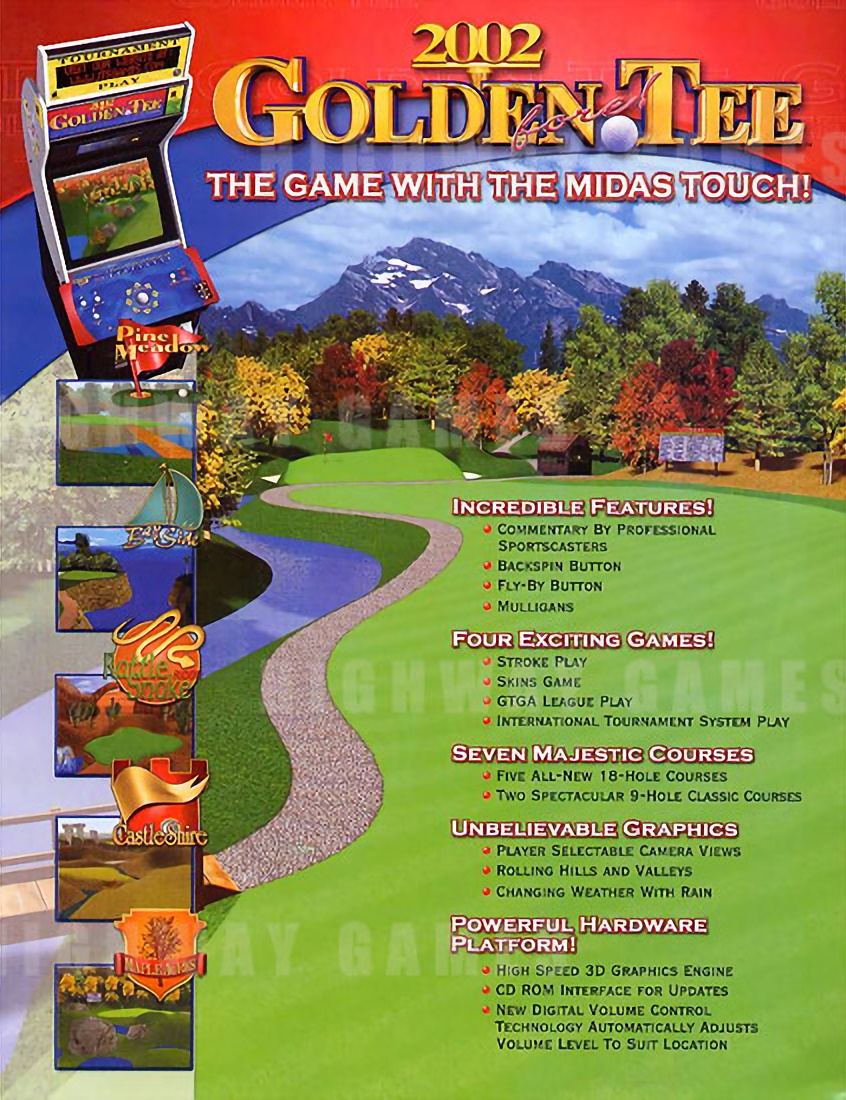 2002
GOLDEN TEE
fore!
THE GAME WITH THE MIDAS TOUCH!
TOURNAMENT
PLAY
GOLDEN TEE
Pine
Meadow
Bay Side
Rattle
Snake
CastleShire
INCREDIBLE FEATURES!
COMMENTARY BY PROFESSIONAL
SPORTSCASTERS
BACKSPIN BUTTON
FLY-BY BUTTON
MULLIGANS
FOUR EXCITING GAMES!
STROKE PLAY
SKINS GAME
GTGA LEAGUE PLAY
INTERNATIONAL TOURNAMENT SYSTEM PLAY
SEVEN MAJESTIC COURSES
FIVE ALL-NEW 18-HOLE COURSES
TWO SPECTACULAR 9-HOLE CLASSIC COURSES
UNBELIEVABLE GRAPHICS
PLAYER SELECTABLE CAMERA VIEWS
ROLLING HILLS AND VALLEYS
CHANGING WEATHER WITH RAIN
POWERFUL HARDWARE
PLATFORM!
HIGH SPEED 3D GRAPHICS ENGINE
CD ROM INTERFACE FOR UPDATES
NEW DIGITAL VOLUME CONTROL
TECHNOLOGY AUTOMATICALLY ADJUSTS
VOLUME LEVEL TO SUIT LOCATION
HIGHWAY GAMES